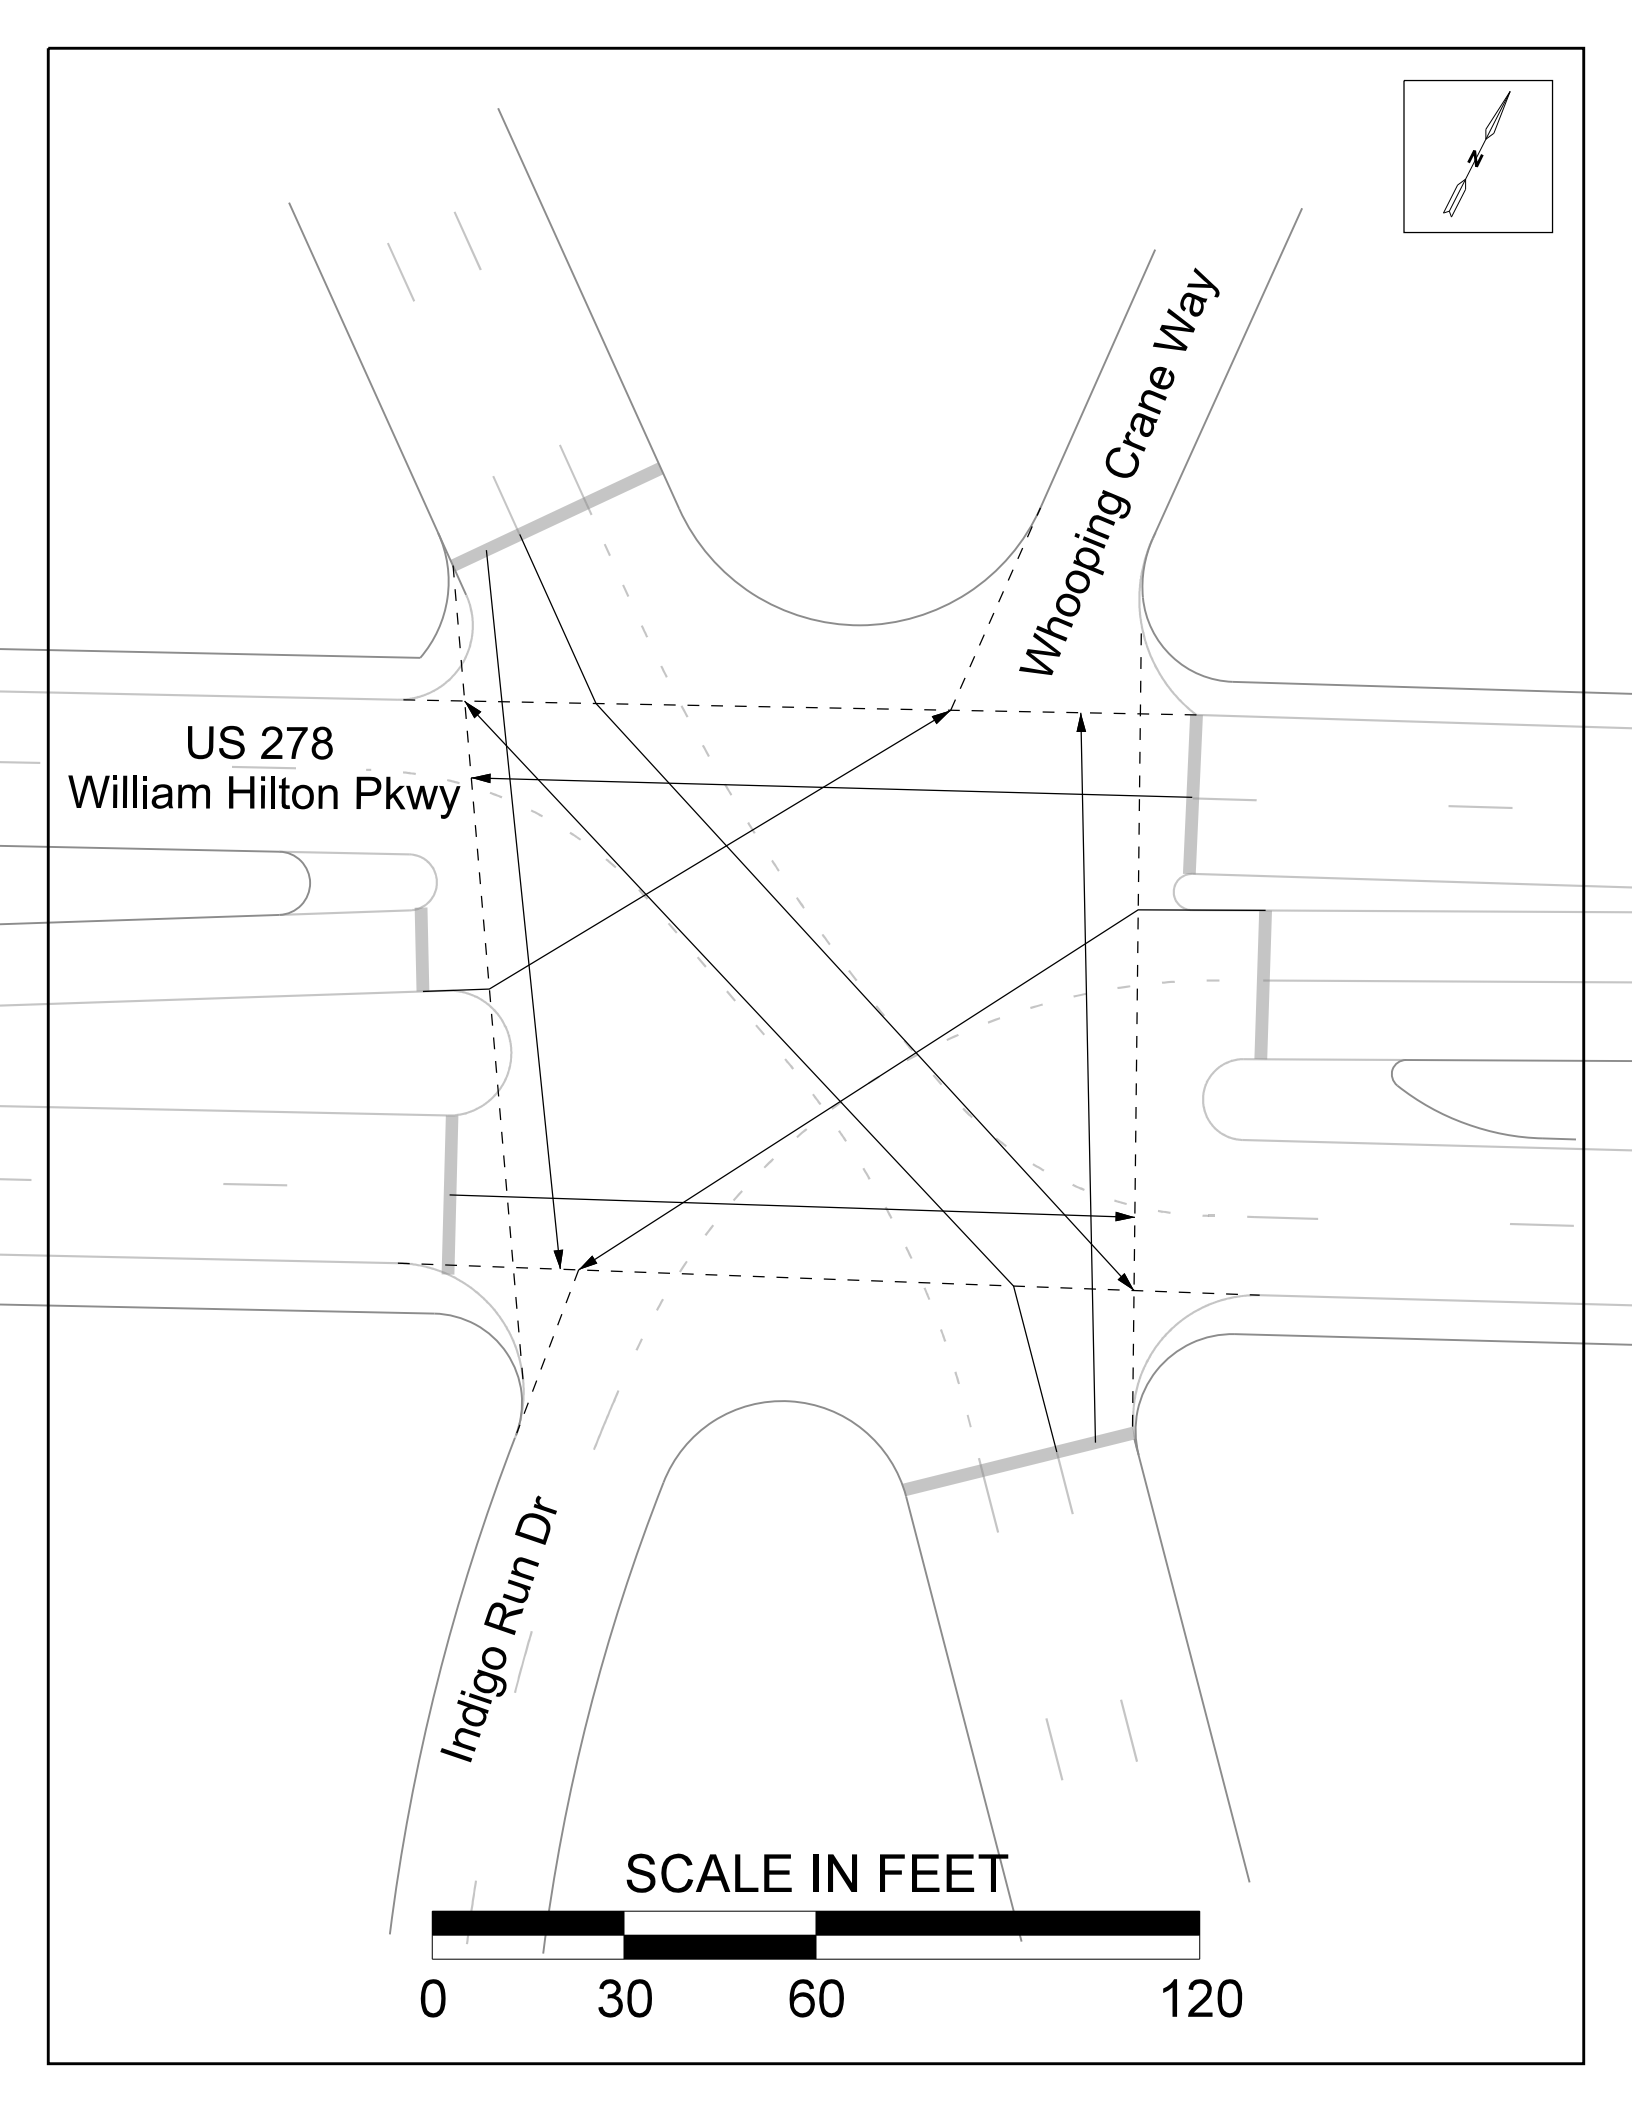 N
Whooping Crane Way
US 278
William Hilton Pkwy
Indigo Run Dr
SCALE IN FEET
0 30 60 120